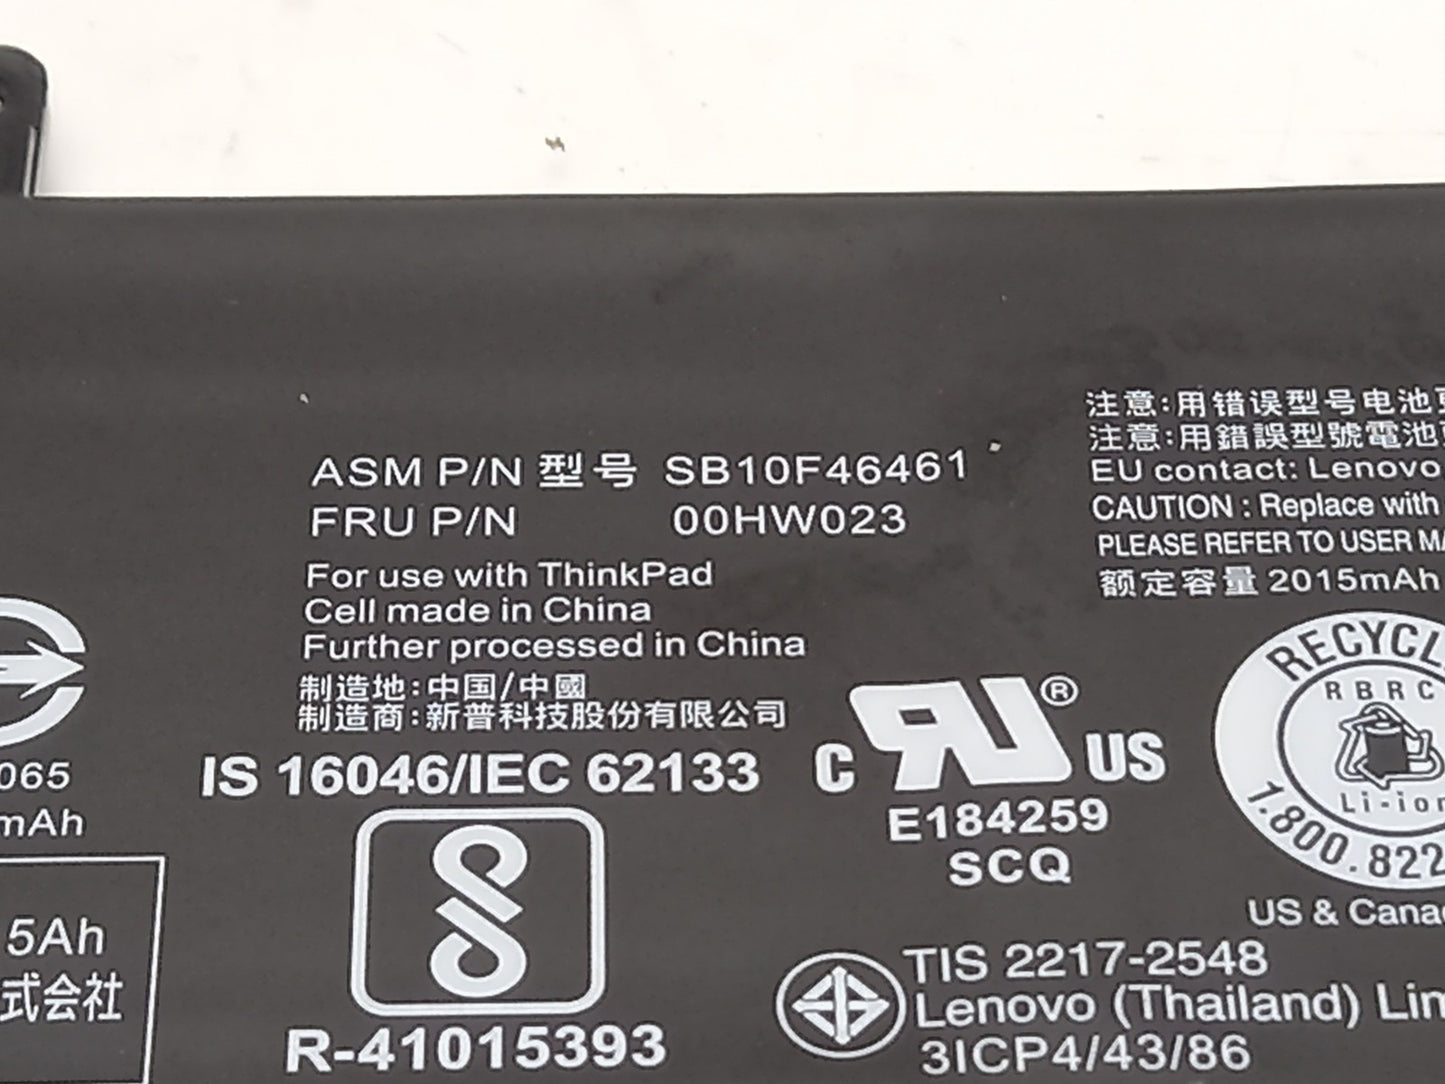 ASM P/N 型号 SB10F46461
FRU P/N 00HW023
For use with ThinkPad
Cell made in China
Further processed in China
制造地:中国/中國
制造商:新普科技股份有限公司
IS 16046/IEC 62133
R-41015393
065
mAh
5Ah
式会社
注意:用错误型号电池
注意:用錯誤型號電池
EU contact: Lenovo
CAUTION : Replace with
PLEASE REFER TO USER
额定容量 2015mAh
C RU® US
E184259
SCQ
RECYCL
RBRC
Li-ion
1.800.822
US & Cana
TIS 2217-2548
Lenovo (Thailand) Lim
3ICP4/43/86